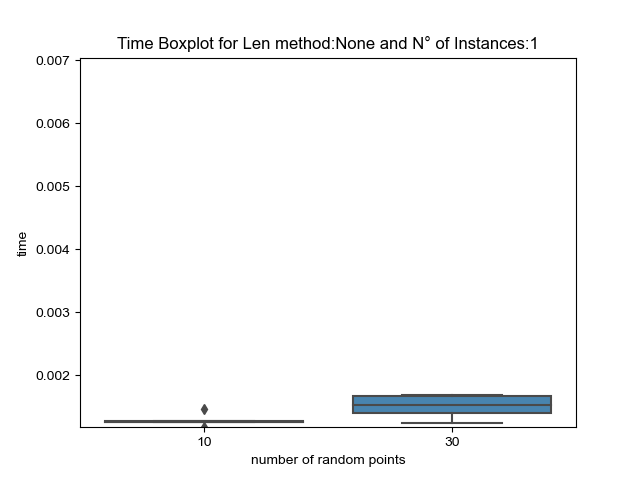 Time Boxplot for Len method:None and N° of Instances:1
0.007
0.006
0.005
0.004
0.003
0.002
time
10
30
number of random points